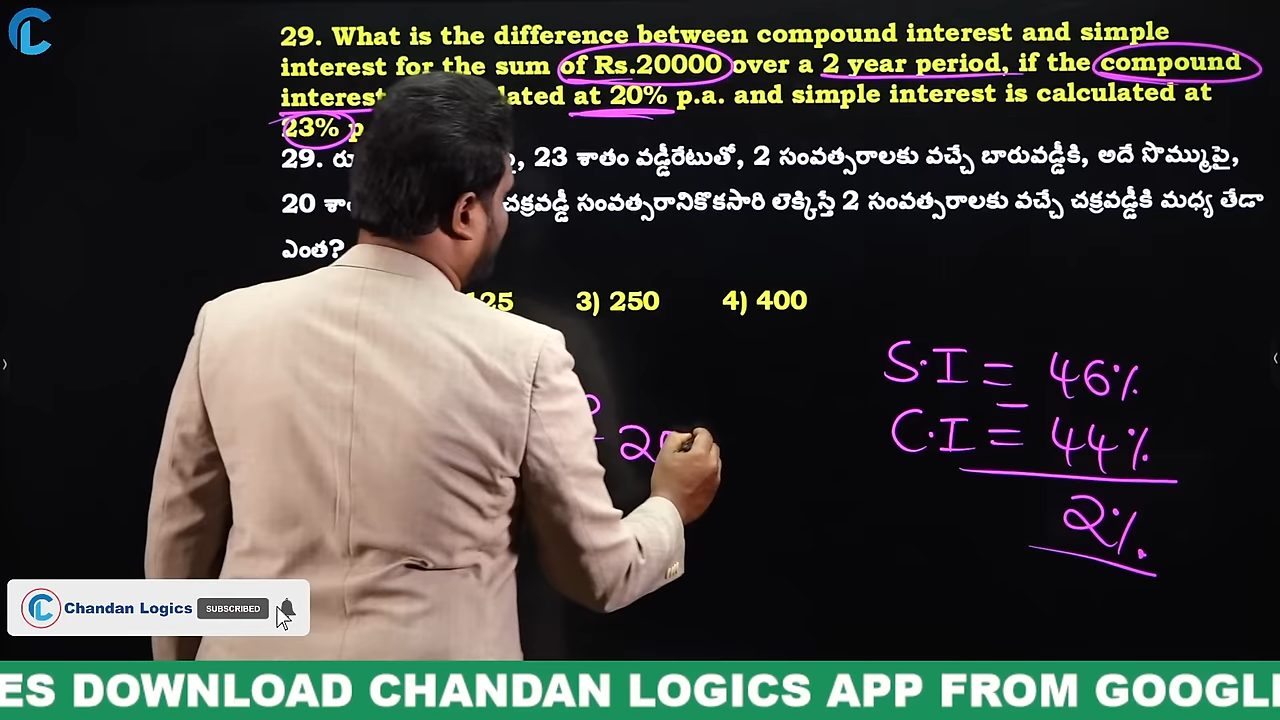 29. What is the difference between compound interest and simple
interest for the sum of Rs.20000 over a 2 year period, if the compound
interest at 20% p.a. and simple interest is calculated at
23% p
29. 23 శాతం వడ్డీరేటుతో, 2 సంవత్సరాలకు వచ్చే బారువడ్డీకి, అదే సొమ్ముపై,
20 చక్రవడ్డీ సంవత్సరానికొకసారి లెక్కిస్తే 2 సంవత్సరాలకు వచ్చే చక్రవడ్డీకి మధ్య తేడా
ఎంత?
125 3) 250 4) 400
S.I = 46%
C.I = 44%
2%
Chandan Logics SUBSCRIBED
ES DOWNLOAD CHANDAN LOGICS APP FROM GOOGL